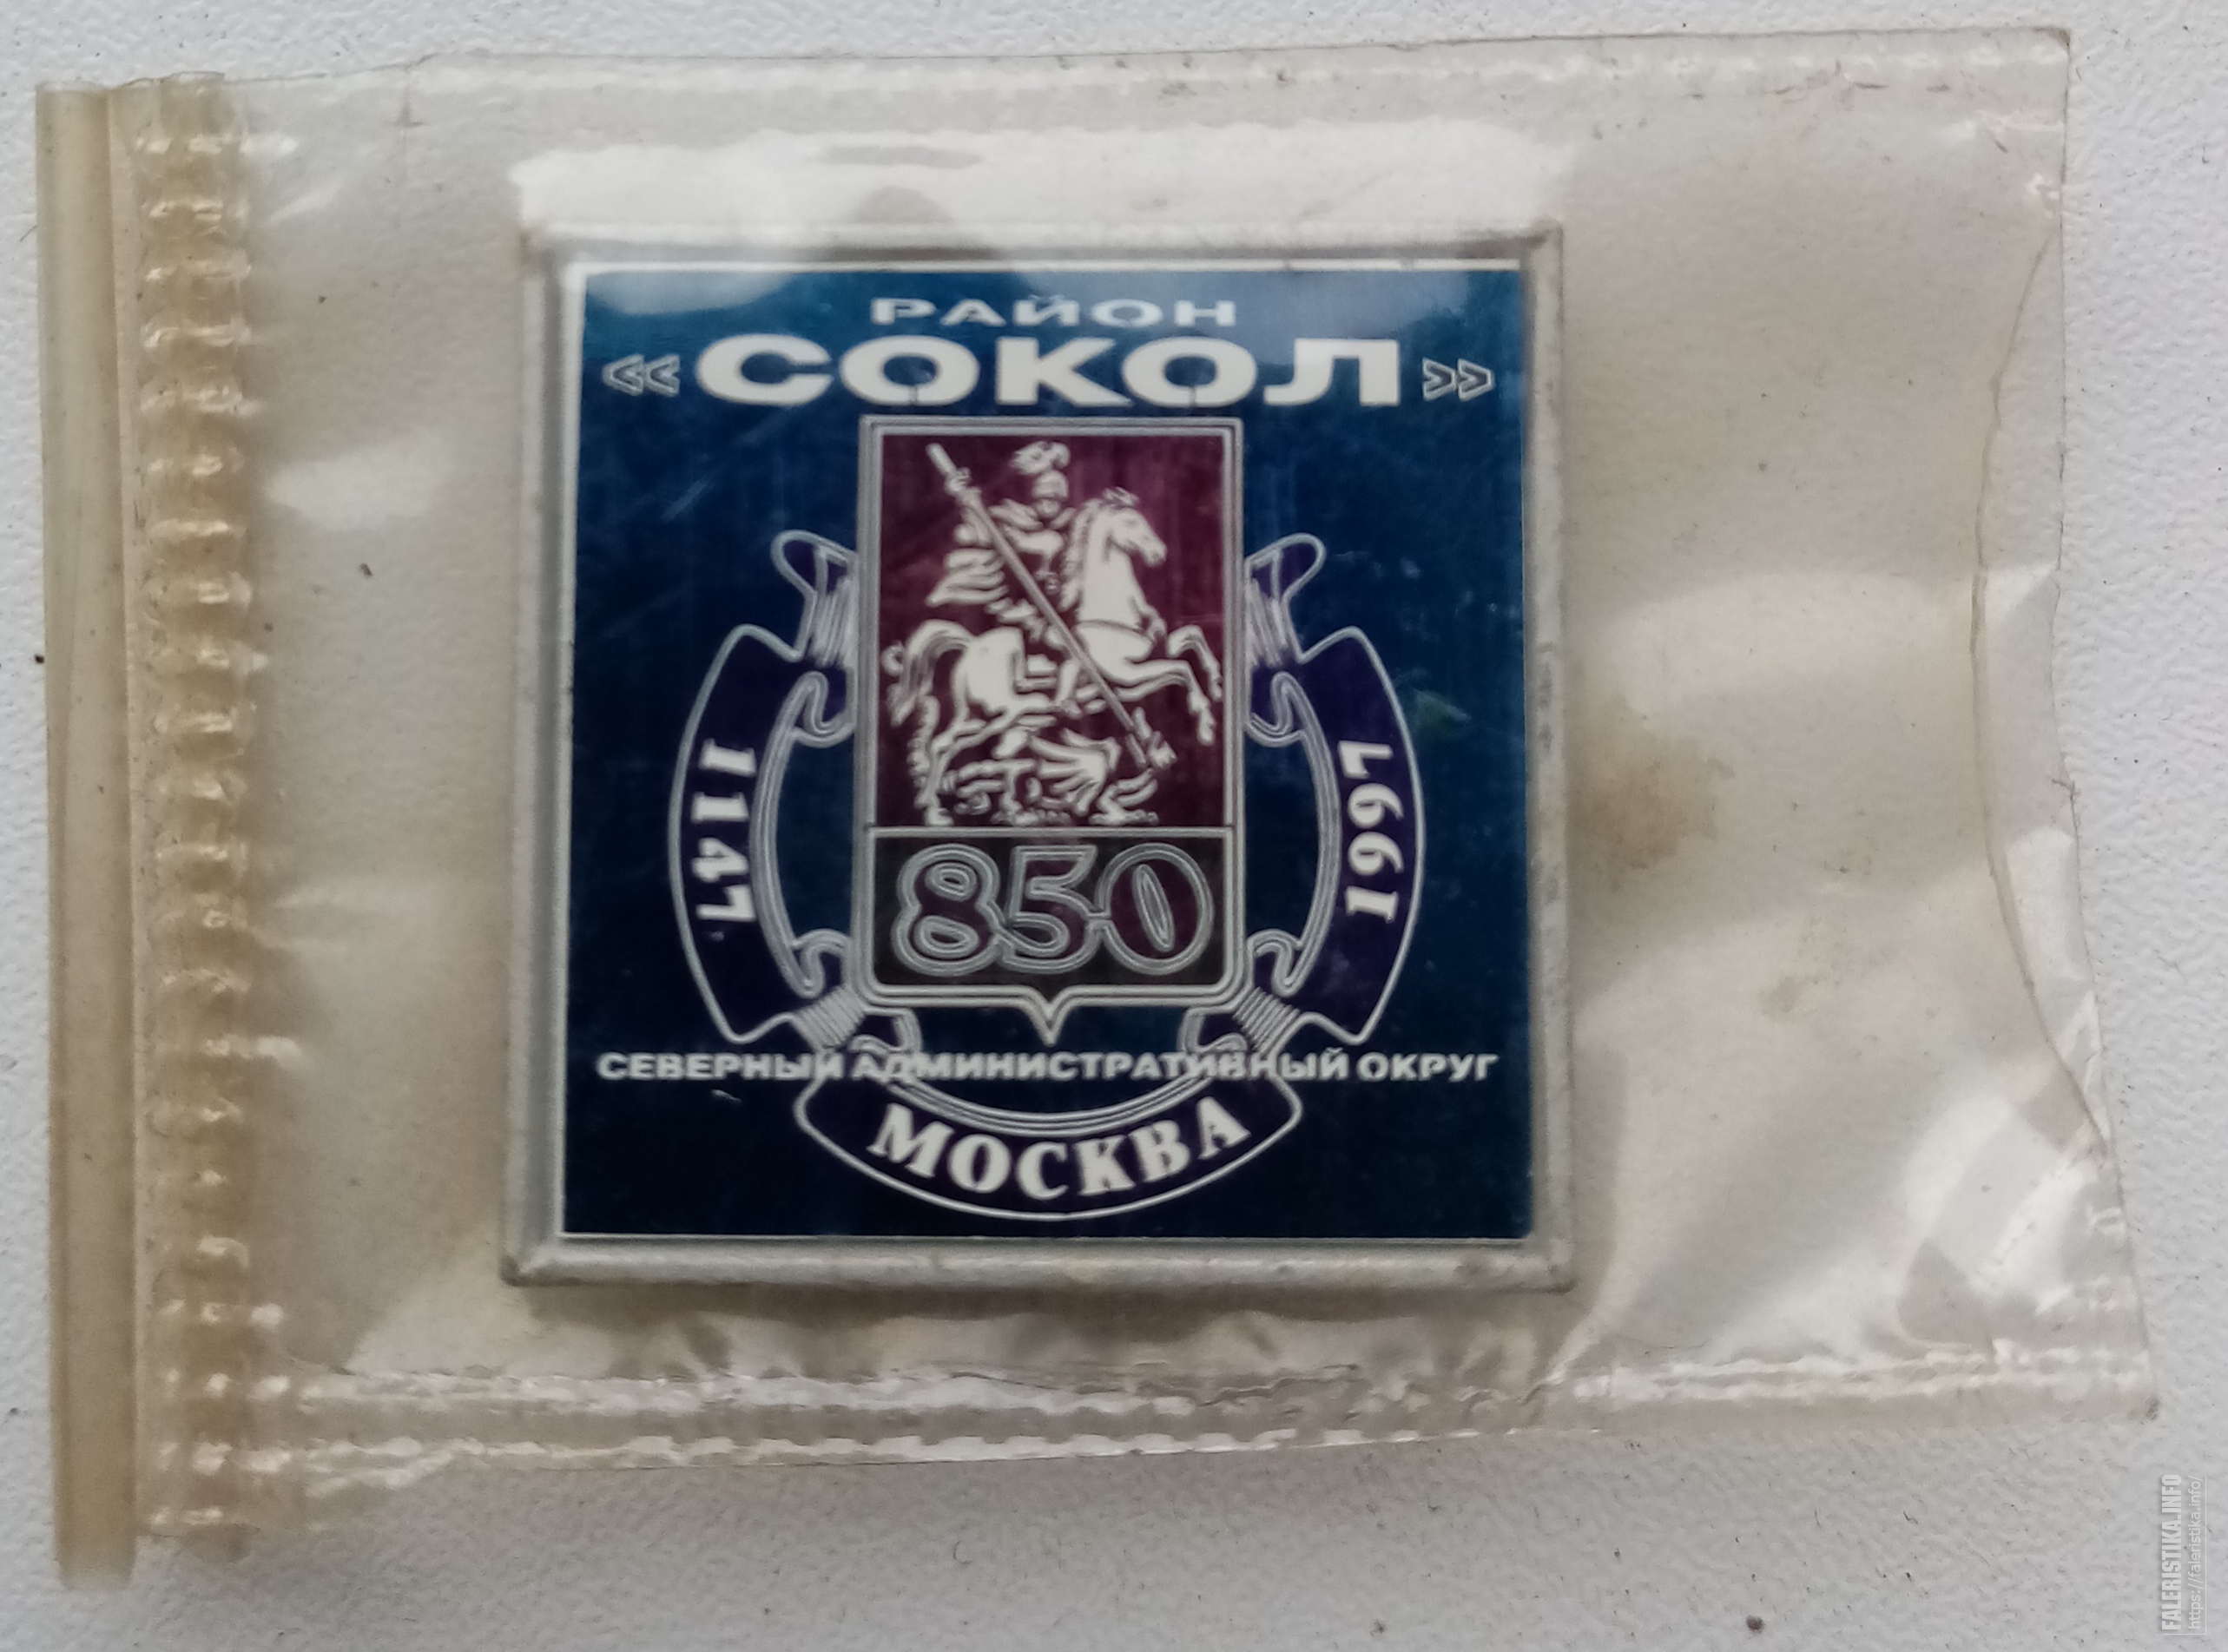 РАЙОН
«СОКОЛ»
1147
1997
850
СЕВЕРНЫЙ АДМИНИСТРАТИВНЫЙ ОКРУГ
МОСКВА
FALERISTIKA.INFO
https://faleristika.info/